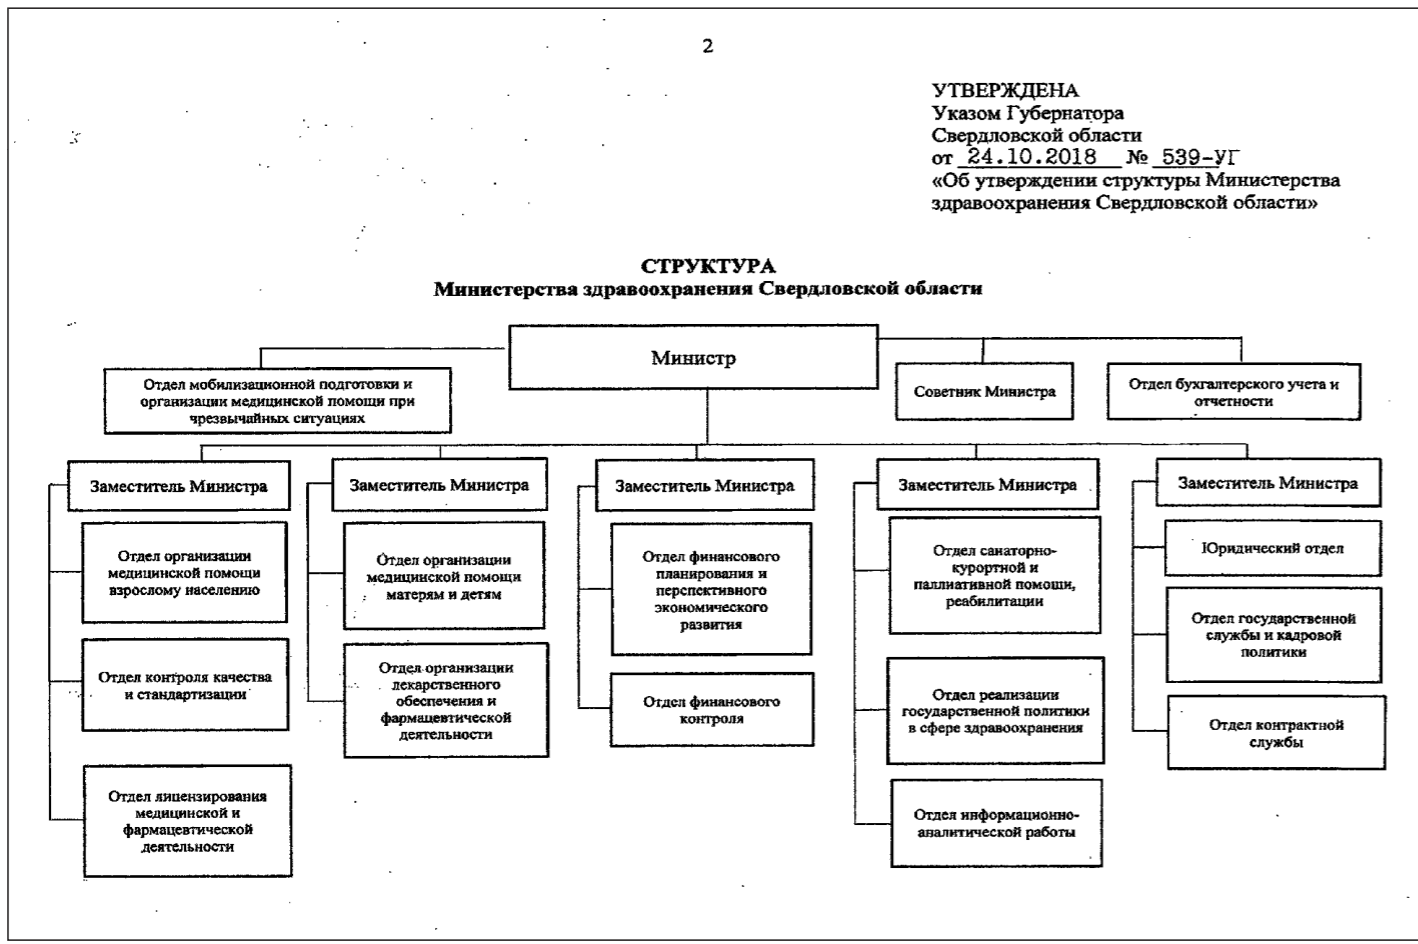 2
УТВЕРЖДЕНА
Указом Губернатора
Свердловской области
от 24.10.2018 № 539-УГ
«Об утверждении структуры Министерства
здравоохранения Свердловской области»
СТРУКТУРА
Министерства здравоохранения Свердловской области
Министр
Отдел мобилизационной подготовки и
организации медицинской помощи при
чрезвычайных ситуациях
Советник Министра
Отдел бухгалтерского учета и
отчетности
Заместитель Министра
Отдел организации
медицинской помощи
взрослому населению
Отдел контроля качества
и стандартизации
Отдел лицензирования
медицинской и
фармацевтической
деятельности
Заместитель Министра
Отдел организации
медицинской помощи
матерям и детям
Отдел организации
лекарственного
обеспечения и
фармацевтической
деятельности
Заместитель Министра
Отдел финансового
планирования и
перспективного
экономического
развития
Отдел финансового
контроля
Заместитель Министра
Отдел санаторно-
курортной и
паллиативной помощи,
реабилитации
Отдел реализации
государственной политики
в сфере здравоохранения
Отдел информационно-
аналитической работы
Заместитель Министра
Юридический отдел
Отдел государственной
службы и кадровой
политики
Отдел контрактной
службы